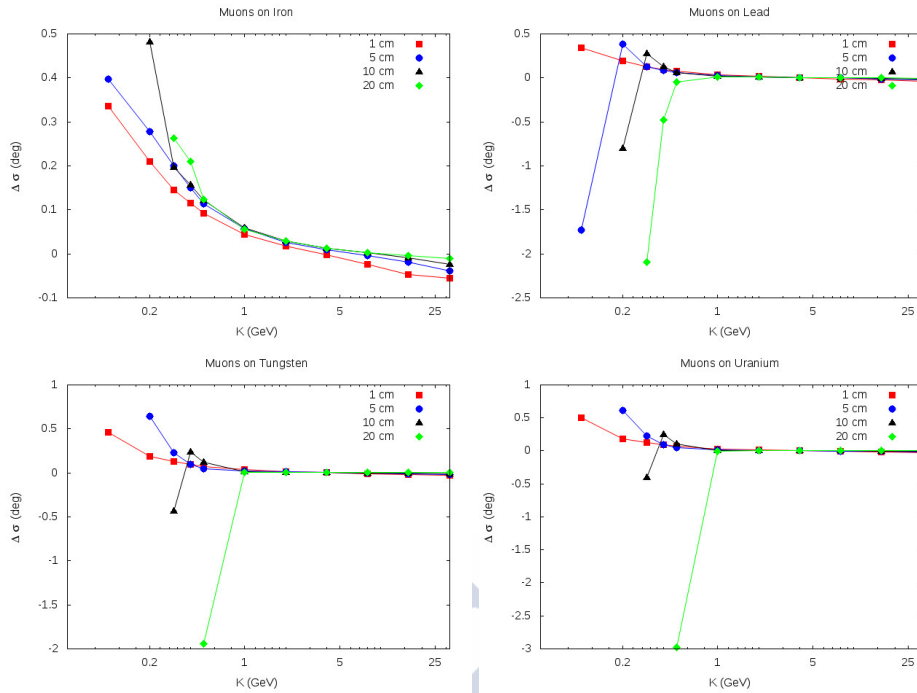 Muons on Iron
0.5
0.4
0.3
0.2
0.1
0
-0.1
Δ σ (deg)
0.2 1 5 25
K (GeV)
1 cm
5 cm
10 cm
20 cm
Muons on Lead
0.5
0
-0.5
-1
-1.5
-2
-2.5
Δ σ (deg)
0.2 1 5 25
K (GeV)
1 cm
5 cm
10 cm
20 cm
Muons on Tungsten
1
0.5
0
-0.5
-1
-1.5
-2
Δ σ (deg)
0.2 1 5 25
K (GeV)
1 cm
5 cm
10 cm
20 cm
Muons on Uranium
1
0.5
0
-0.5
-1
-1.5
-2
-2.5
-3
Δ σ (deg)
0.2 1 5 25
K (GeV)
1 cm
5 cm
10 cm
20 cm